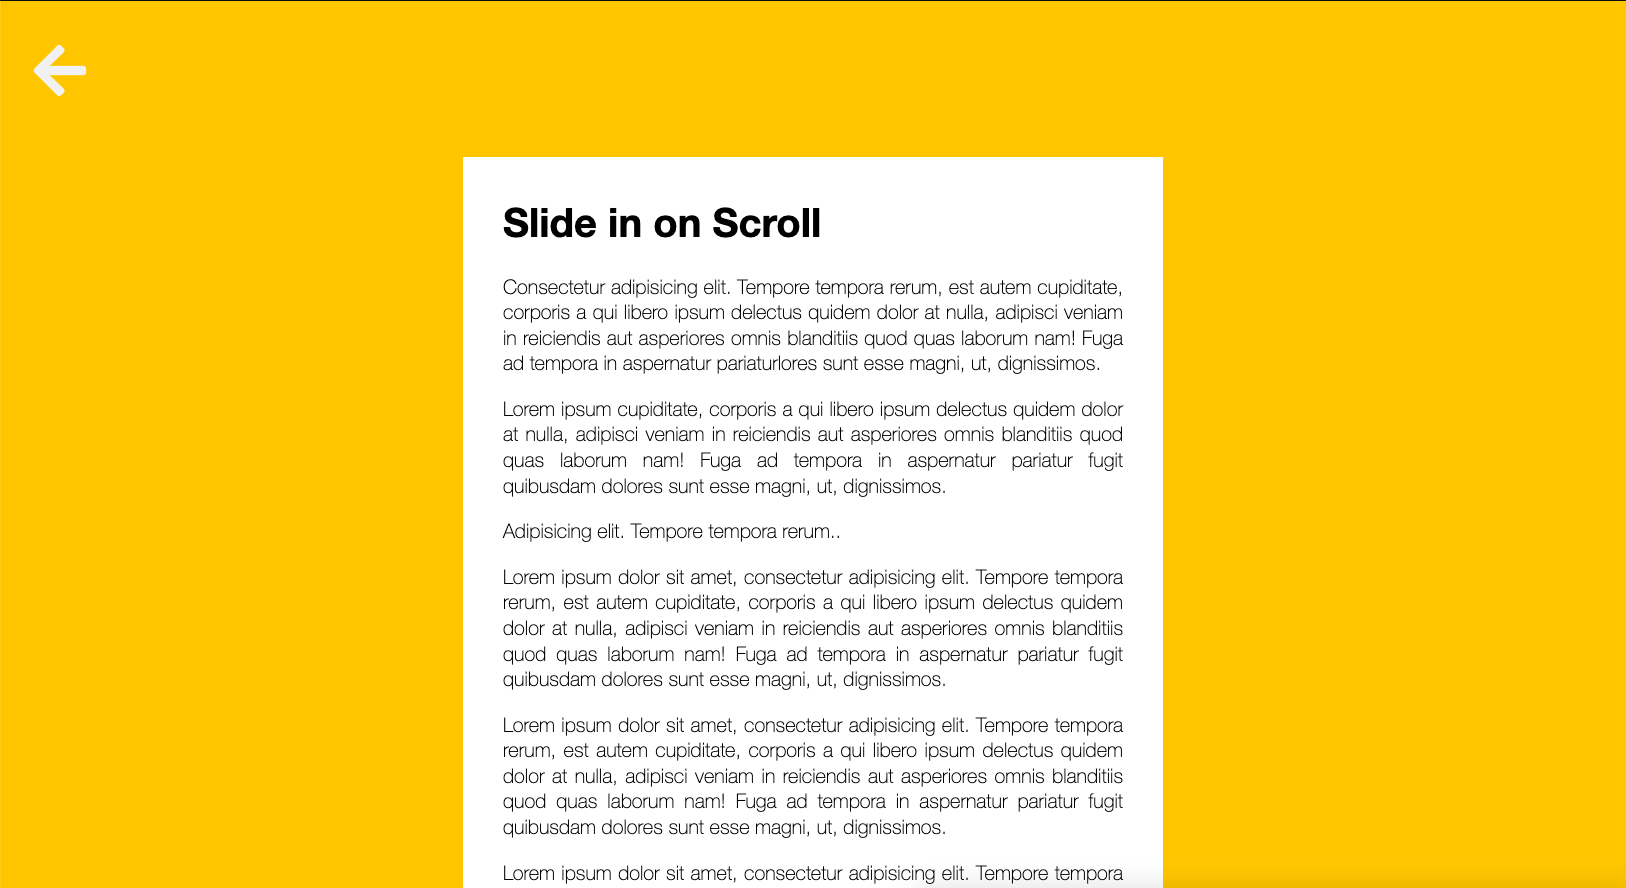 Slide in on Scroll
Consectetur adipisicing elit. Tempore tempora rerum, est autem cupiditate,
corporis a qui libero ipsum delectus quidem dolor at nulla, adipisci veniam
in reiciendis aut asperiores omnis blanditiis quod quas laborum nam! Fuga
ad tempora in aspernatur pariaturlores sunt esse magni, ut, dignissimos.
Lorem ipsum cupiditate, corporis a qui libero ipsum delectus quidem dolor
at nulla, adipisci veniam in reiciendis aut asperiores omnis blanditiis quod
quas laborum nam! Fuga ad tempora in aspernatur pariatur fugit
quibusdam dolores sunt esse magni, ut, dignissimos.
Adipisicing elit. Tempore tempora rerum..
Lorem ipsum dolor sit amet, consectetur adipisicing elit. Tempore tempora
rerum, est autem cupiditate, corporis a qui libero ipsum delectus quidem
dolor at nulla, adipisci veniam in reiciendis aut asperiores omnis blanditiis
quod quas laborum nam! Fuga ad tempora in aspernatur pariatur fugit
quibusdam dolores sunt esse magni, ut, dignissimos.
Lorem ipsum dolor sit amet, consectetur adipisicing elit. Tempore tempora
rerum, est autem cupiditate, corporis a qui libero ipsum delectus quidem
dolor at nulla, adipisci veniam in reiciendis aut asperiores omnis blanditiis
quod quas laborum nam! Fuga ad tempora in aspernatur pariatur fugit
quibusdam dolores sunt esse magni, ut, dignissimos.
Lorem ipsum dolor sit amet, consectetur adipisicing elit. Tempore tempora